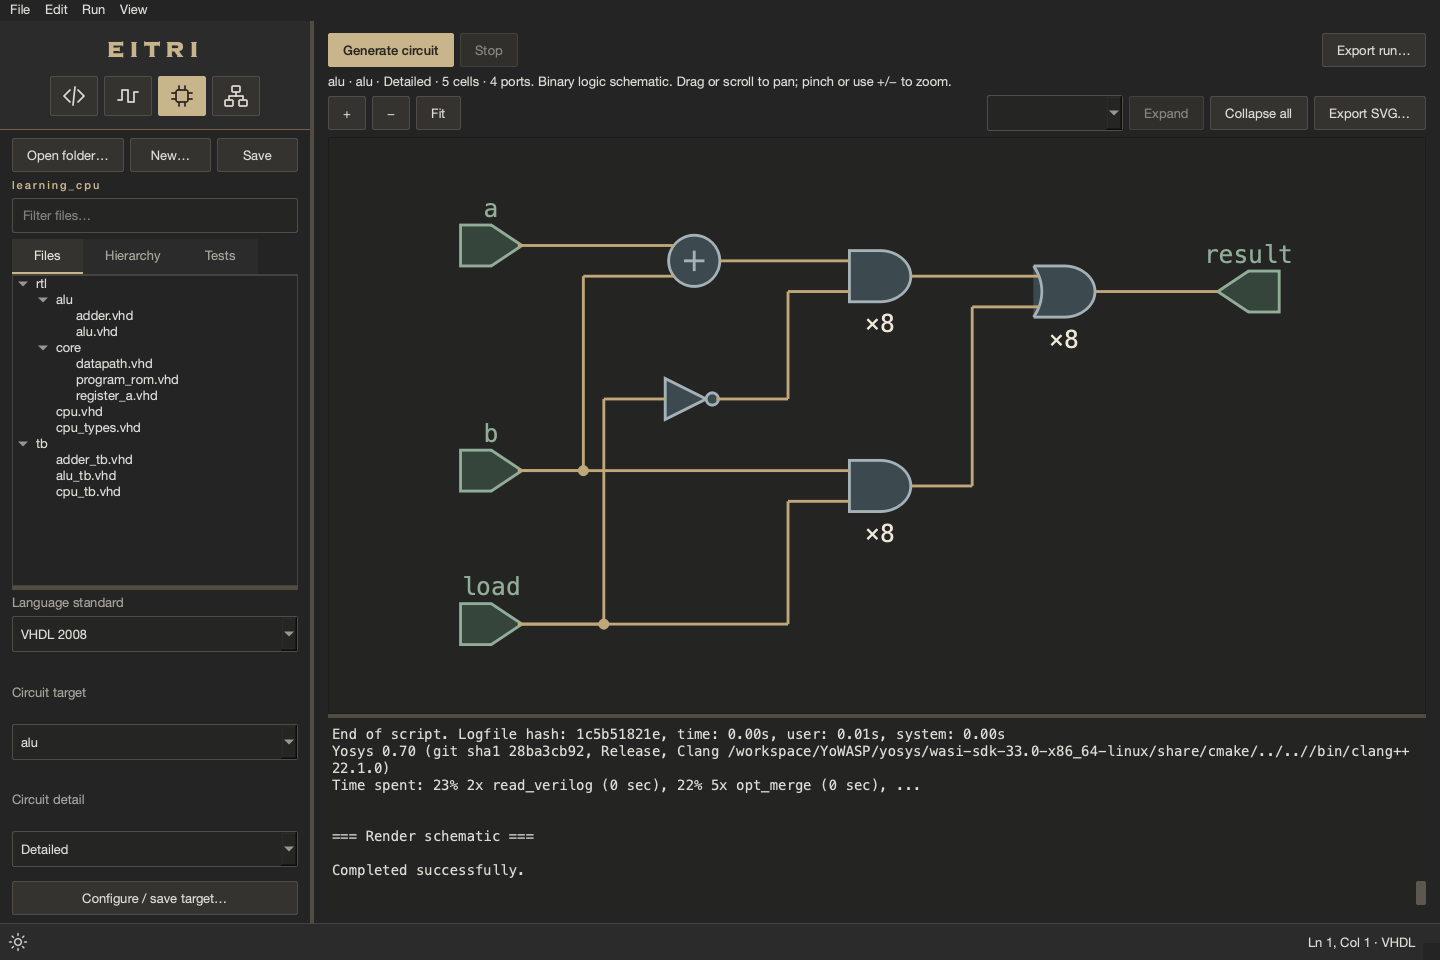 File Edit Run View
EITRI
Generate circuit Stop Export run...
alu · alu · Detailed · 5 cells · 4 ports. Binary logic schematic. Drag or scroll to pan; pinch or use +/− to zoom.
+ − Fit Expand Collapse all Export SVG...
Open folder... New... Save
learning_cpu
Filter files...
Files Hierarchy Tests
rtl
alu
adder.vhd
alu.vhd
core
datapath.vhd
program_rom.vhd
register_a.vhd
cpu.vhd
cpu_types.vhd
tb
adder_tb.vhd
alu_tb.vhd
cpu_tb.vhd
Language standard
VHDL 2008
Circuit target
alu
Circuit detail
Detailed
Configure / save target...
a
result
×8
×8
b
×8
load
End of script. Logfile hash: 1c5b51821e, time: 0.00s, user: 0.01s, system: 0.00s
Yosys 0.70 (git sha1 28ba3cb92, Release, Clang /workspace/YoWASP/yosys/wasi-sdk-33.0-x86_64-linux/share/cmake/../..//bin/clang++
22.1.0)
Time spent: 23% 2x read_verilog (0 sec), 22% 5x opt_merge (0 sec), ...
=== Render schematic ===
Completed successfully.
Ln 1, Col 1 · VHDL